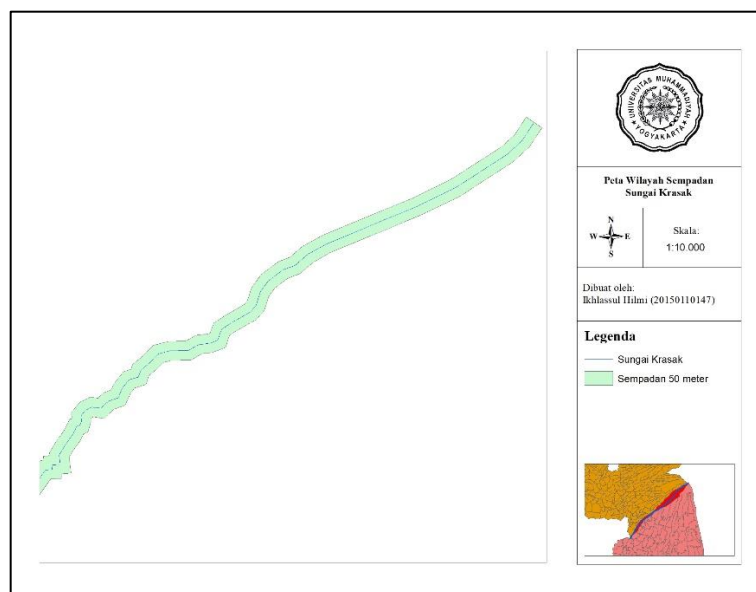 UNIVERSITAS MUHAMMADIYAH
YOGYAKARTA
Peta Wilayah Sempadan
Sungai Krasak
N
W E
S
Skala:
1:10.000
Dibuat oleh:
Ikhlassul Hilmi (20150110147)
Legenda
Sungai Krasak
Sempadan 50 meter